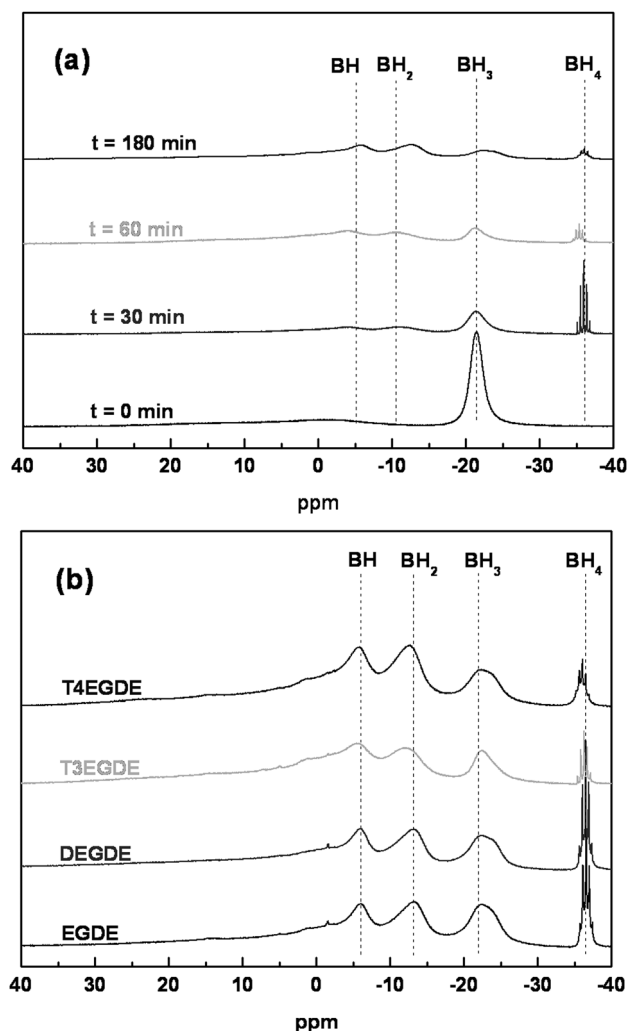 (a)
BH BH₂ BH₃ BH₄
t = 180 min
t = 60 min
t = 30 min
t = 0 min
40 30 20 10 0 -10 -20 -30 -40
ppm
(b)
BH BH₂ BH₃ BH₄
T4EGDE
T3EGDE
DEGDE
EGDE
40 30 20 10 0 -10 -20 -30 -40
ppm